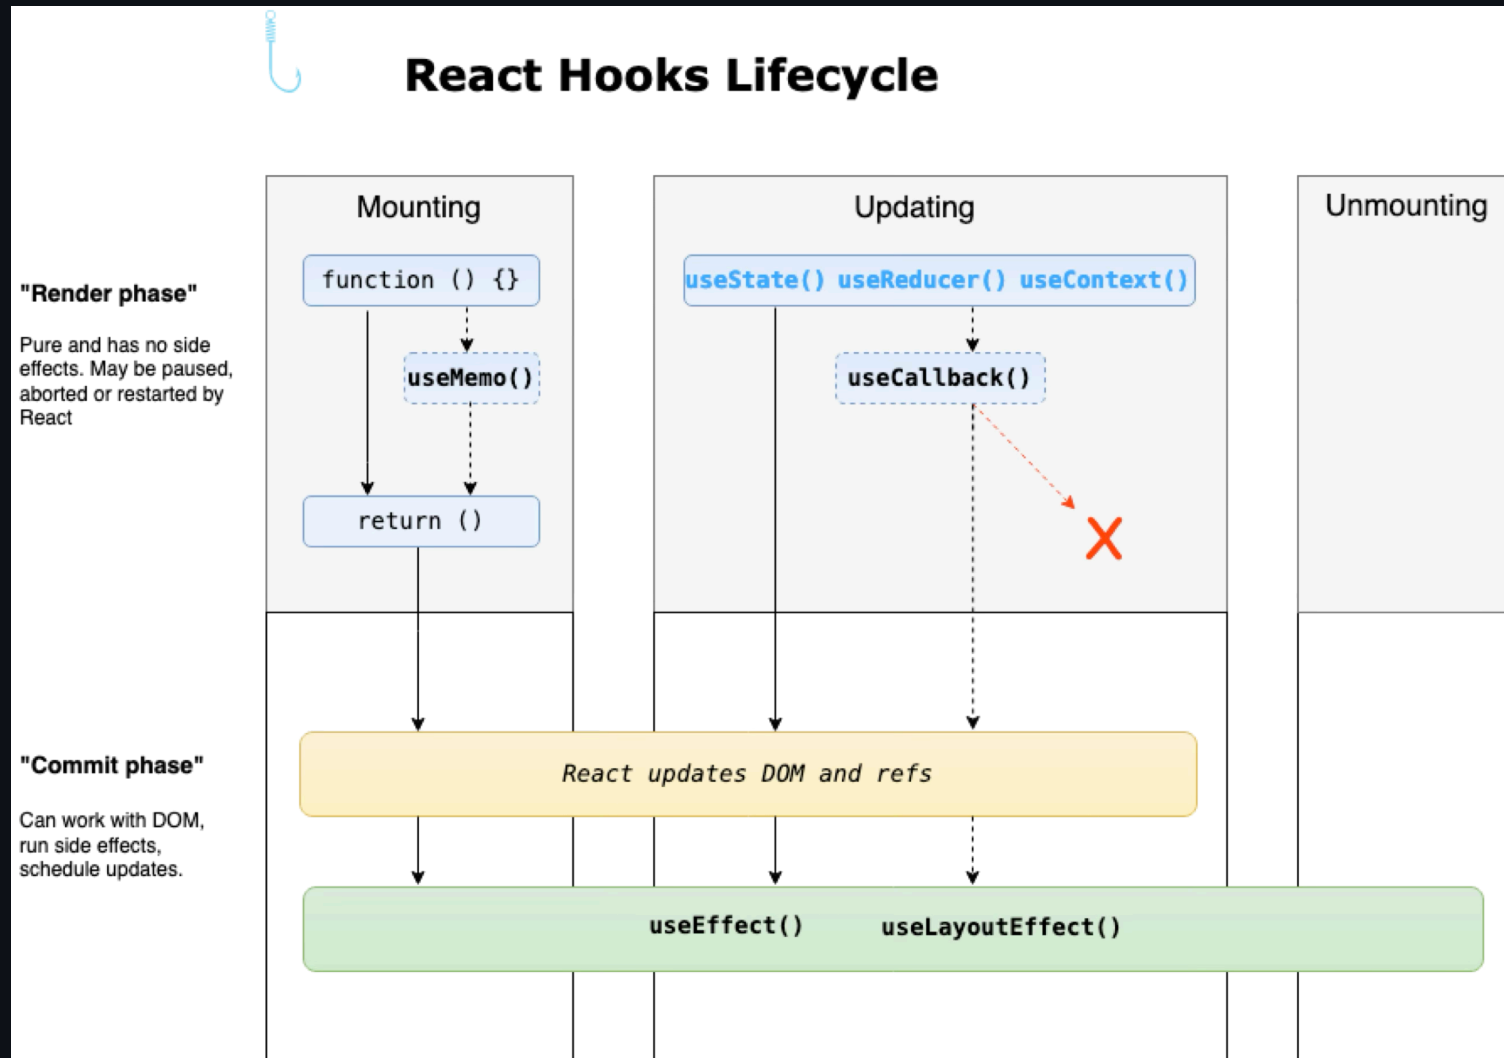 React Hooks Lifecycle
Mounting
Updating
Unmounting
function () {}
useState() useReducer() useContext()
"Render phase"
Pure and has no side
effects. May be paused,
aborted or restarted by
React
useMemo()
useCallback()
return ()
X
"Commit phase"
Can work with DOM,
run side effects,
schedule updates.
React updates DOM and refs
useEffect()
useLayoutEffect()